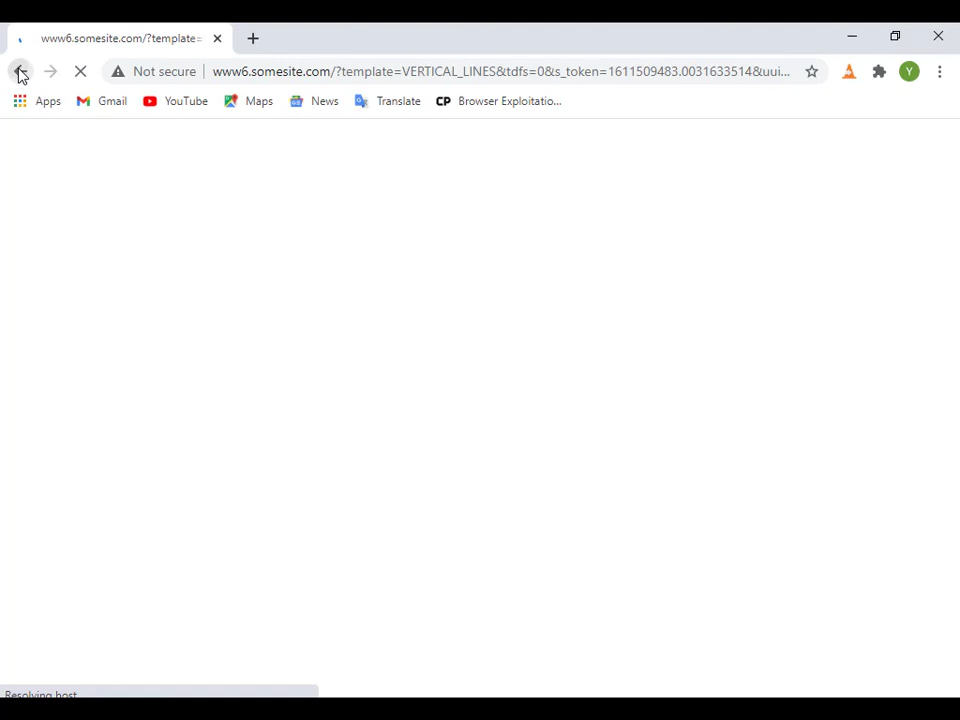 www6.somesite.com/?template=
Not secure www6.somesite.com/?template=VERTICAL_LINES&tdfs=0&s_token=1611509483.0031633514&uui...
Apps Gmail YouTube Maps News Translate CP Browser Exploitatio...
Y
Resolving host